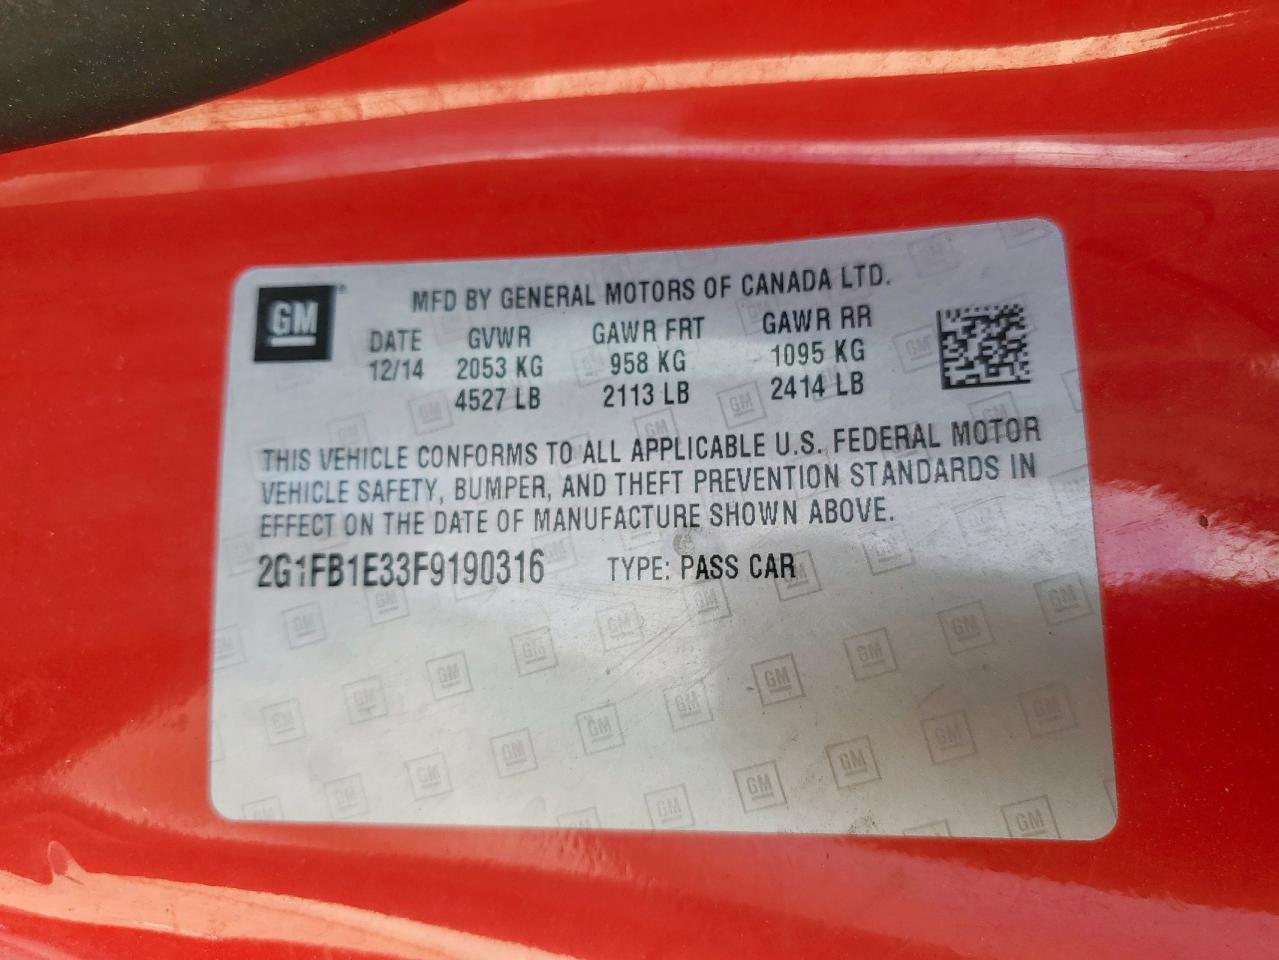 GM
MFD BY GENERAL MOTORS OF CANADA LTD.
DATE GVWR GAWR FRT GAWR RR
12/14 2053 KG 958 KG 1095 KG
4527 LB 2113 LB 2414 LB
THIS VEHICLE CONFORMS TO ALL APPLICABLE U.S. FEDERAL MOTOR
VEHICLE SAFETY, BUMPER, AND THEFT PREVENTION STANDARDS IN
EFFECT ON THE DATE OF MANUFACTURE SHOWN ABOVE.
2G1FB1E33F9190316 TYPE: PASS CAR